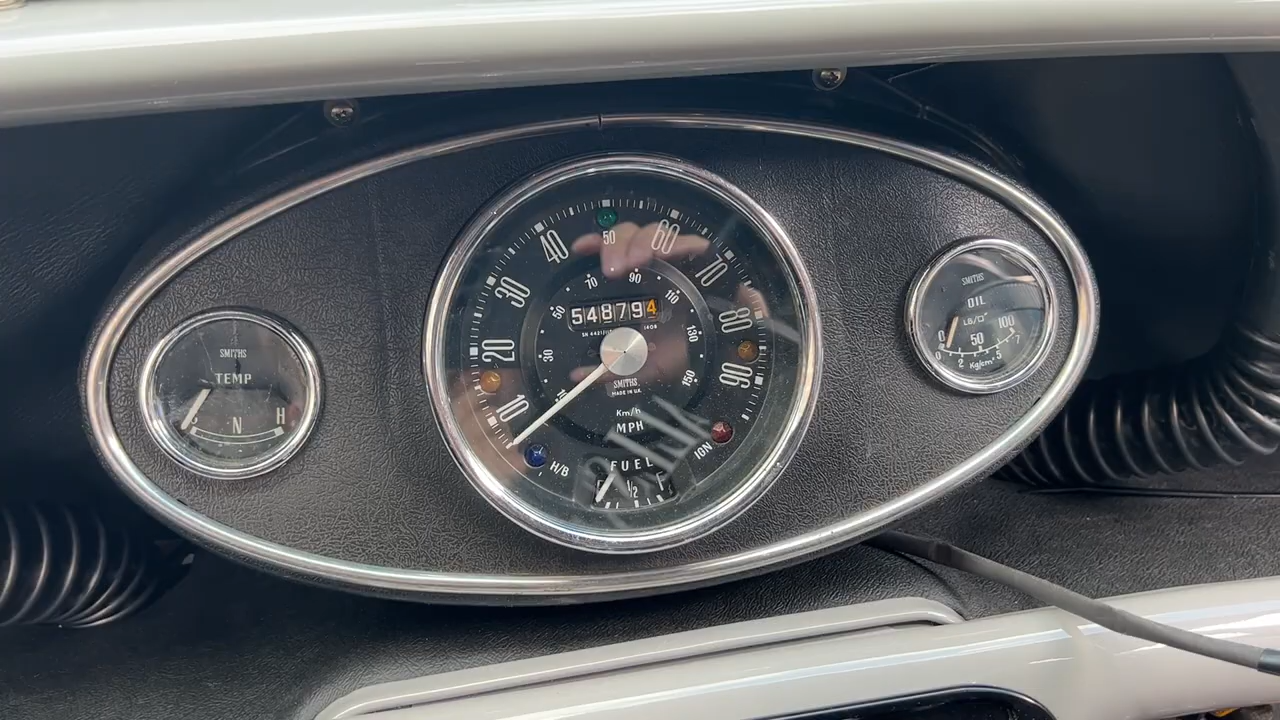 SMITHS
TEMP
N H
10 20 30 40 50 60 70 80 90
30 50 70 90 110 130 150
548794
SMITHS
MADE IN U.K.
Km/h
MPH
H/B
IGN
FUEL
½ F
SMITHS
OIL
LB/□"
0 50 100
0 2 5 7
Kg/cm²